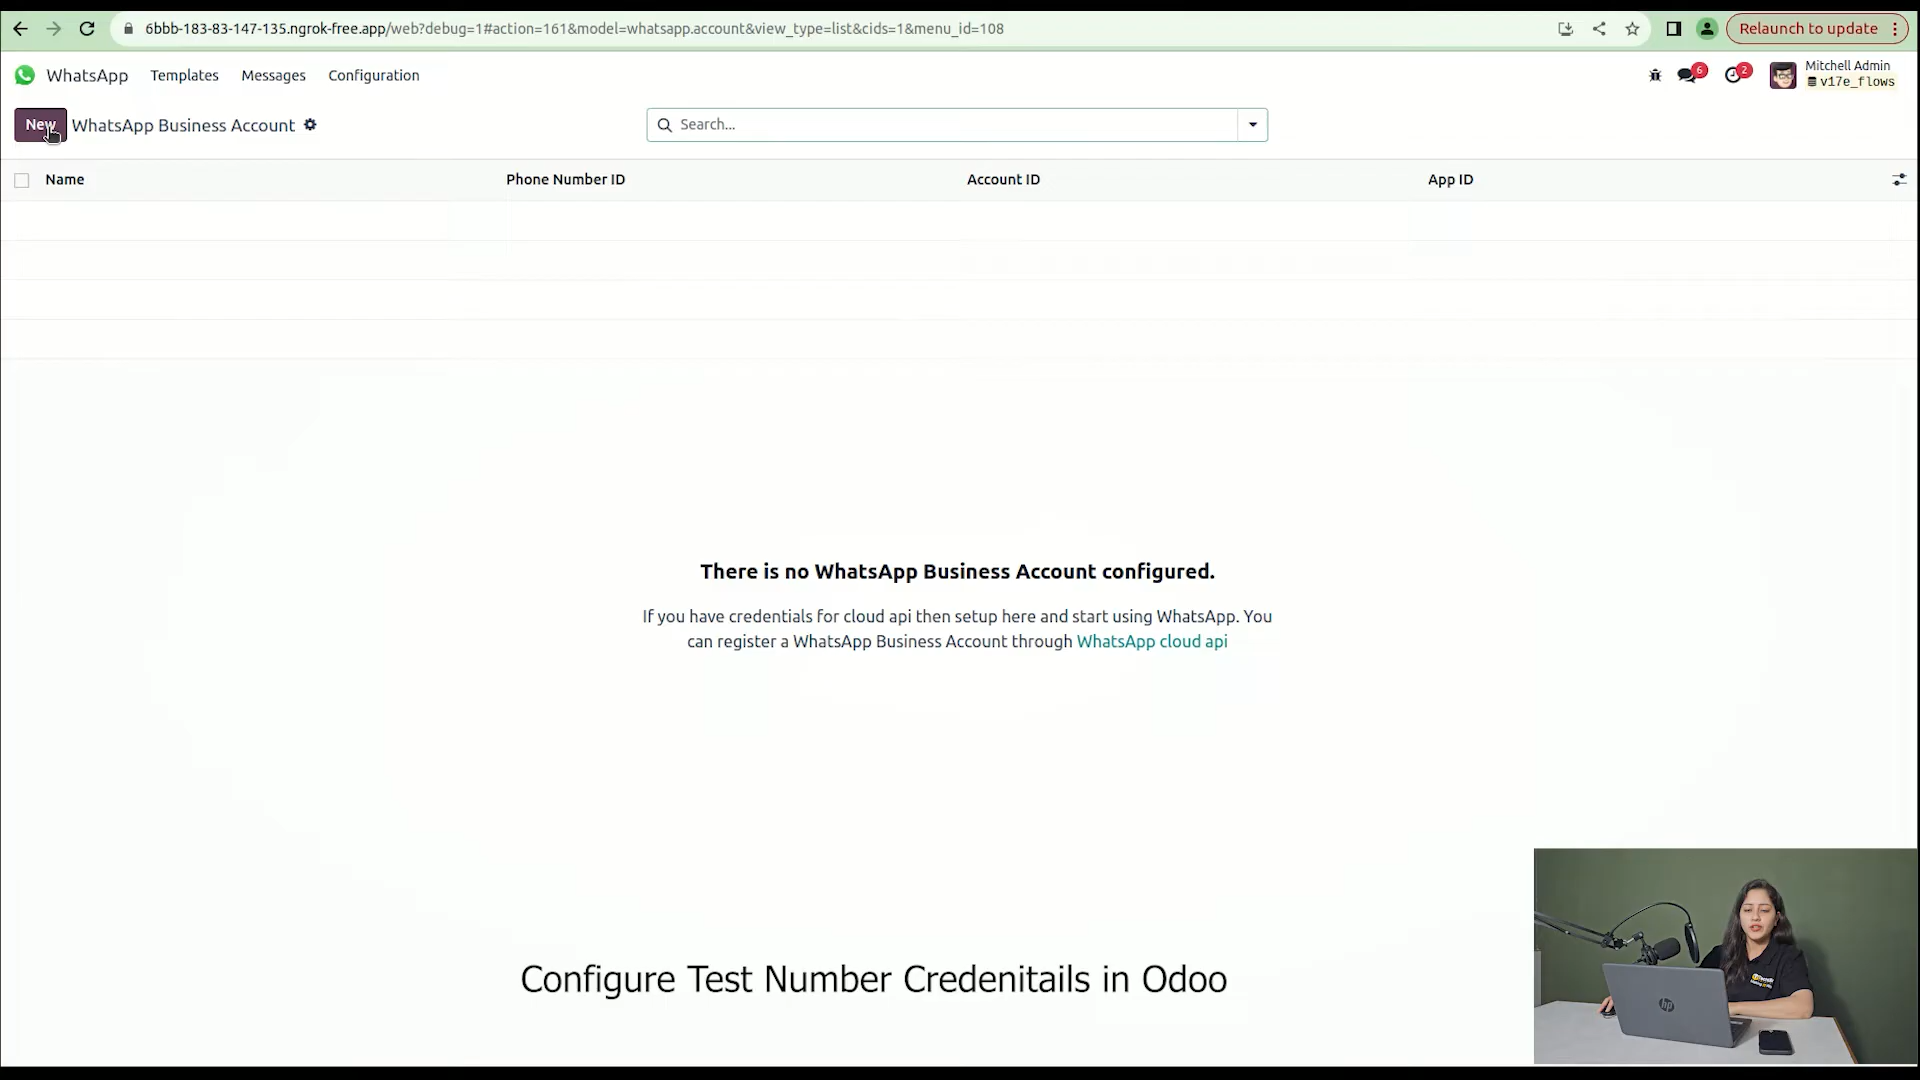 6bbb-183-83-147-135.ngrok-free.app/web?debug=1#action=161&model=whatsapp.account&view_type=list&cids=1&menu_id=108
Relaunch to update
WhatsApp Templates Messages Configuration
6
2
Mitchell Admin
v17e_flows
New WhatsApp Business Account
Search...
Name Phone Number ID Account ID App ID
There is no WhatsApp Business Account configured.
If you have credentials for cloud api then setup here and start using WhatsApp. You
can register a WhatsApp Business Account through WhatsApp cloud api
Configure Test Number Credenitails in Odoo
hp